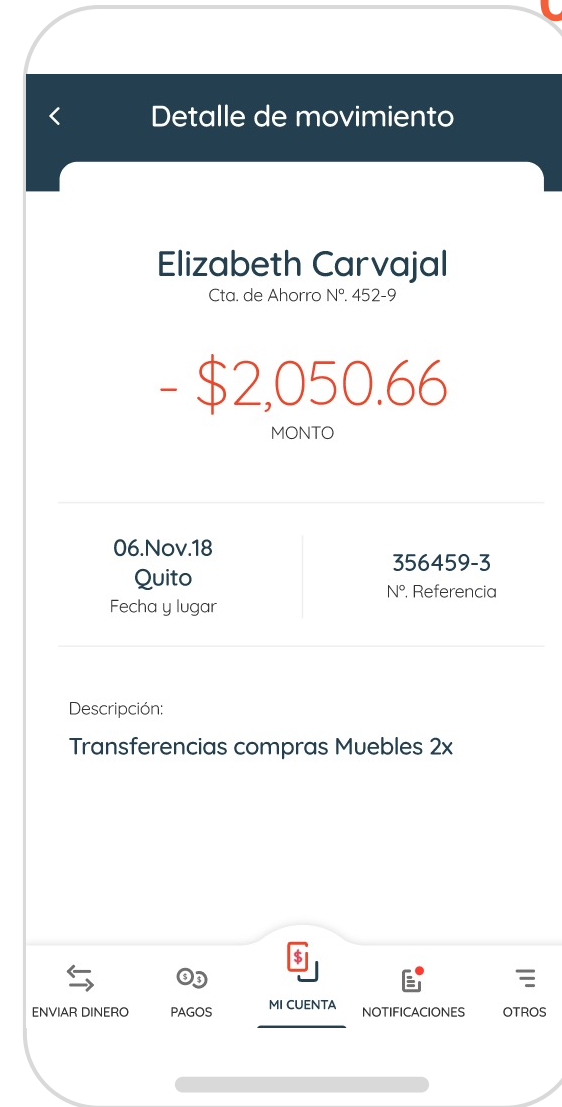 Detalle de movimiento
Elizabeth Carvajal
Cta. de Ahorro Nº. 452-9
- $2,050.66
MONTO
06.Nov.18
Quito
Fecha y lugar
356459-3
Nº. Referencia
Descripción:
Transferencias compras Muebles 2x
ENVIAR DINERO
PAGOS
MI CUENTA
NOTIFICACIONES
OTROS